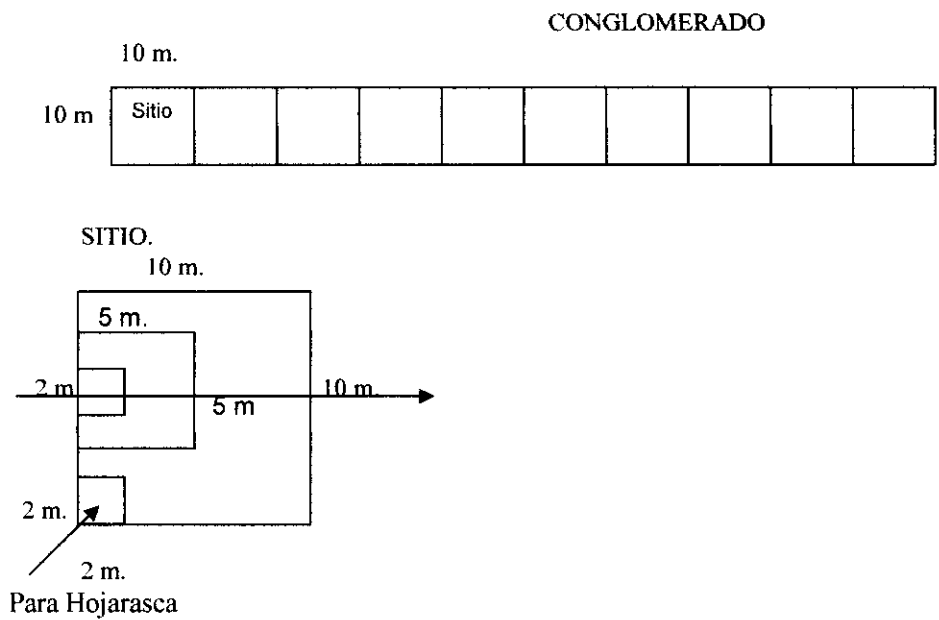 CONGLOMERADO
10 m.
10 m
Sitio
SITIO.
10 m.
5 m.
2 m
5 m
10 m.
2 m.
2 m.
Para Hojarasca